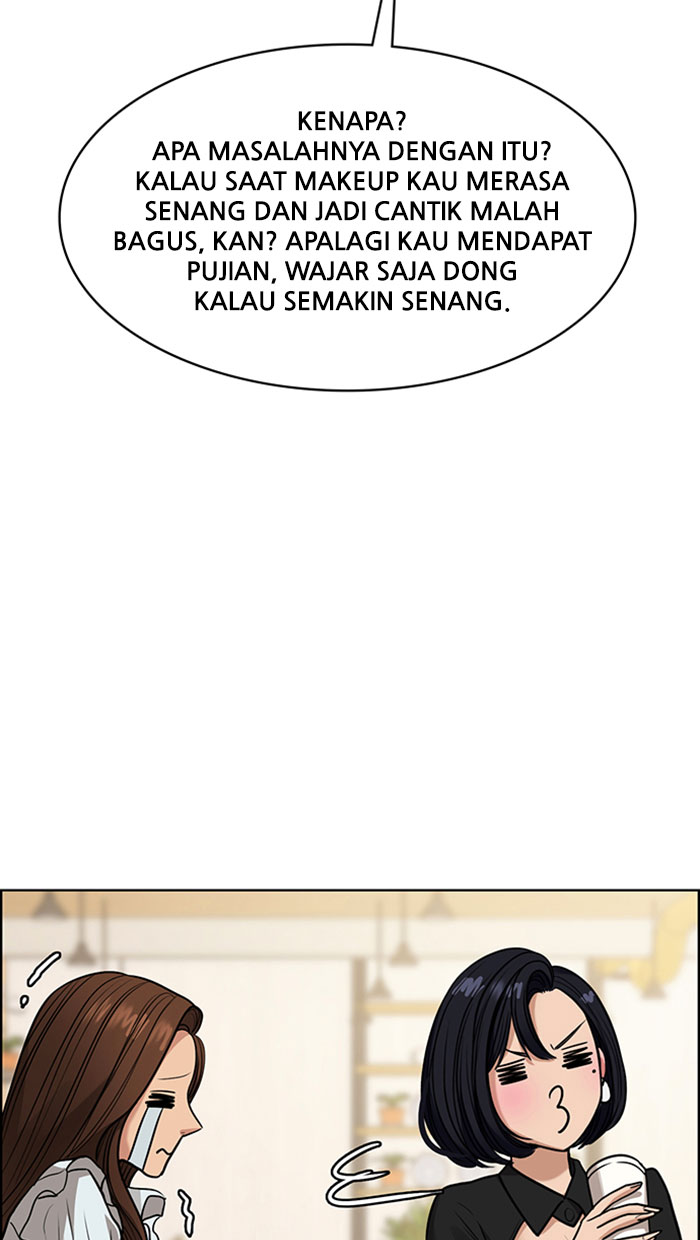 KENAPA?
APA MASALAHNYA DENGAN ITU?
KALAU SAAT MAKEUP KAU MERASA
SENANG DAN JADI CANTIK MALAH
BAGUS, KAN? APALAGI KAU MENDAPAT
PUJIAN, WAJAR SAJA DONG
KALAU SEMAKIN SENANG.